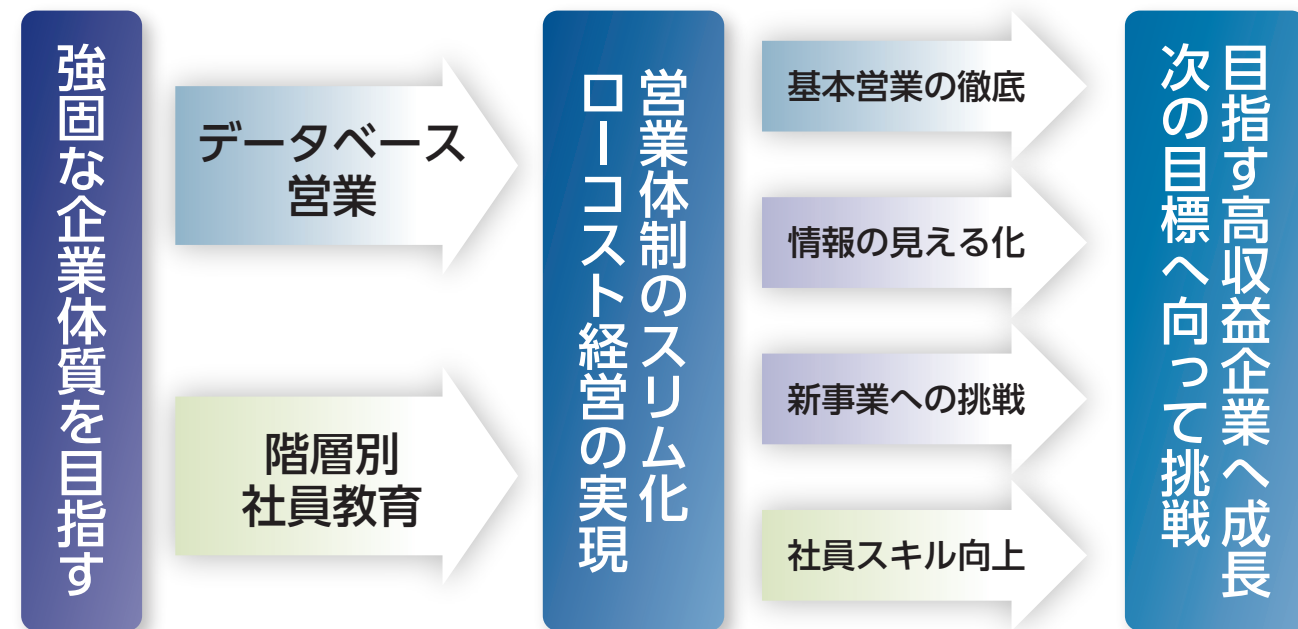 強固な企業体質を目指す
データベース
営業
階層別
社員教育
営業体制のスリム化
ローコスト経営の実現
基本営業の徹底
情報の見える化
新事業への挑戦
社員スキル向上
目指す高収益企業へ成長
次の目標へ向って挑戦